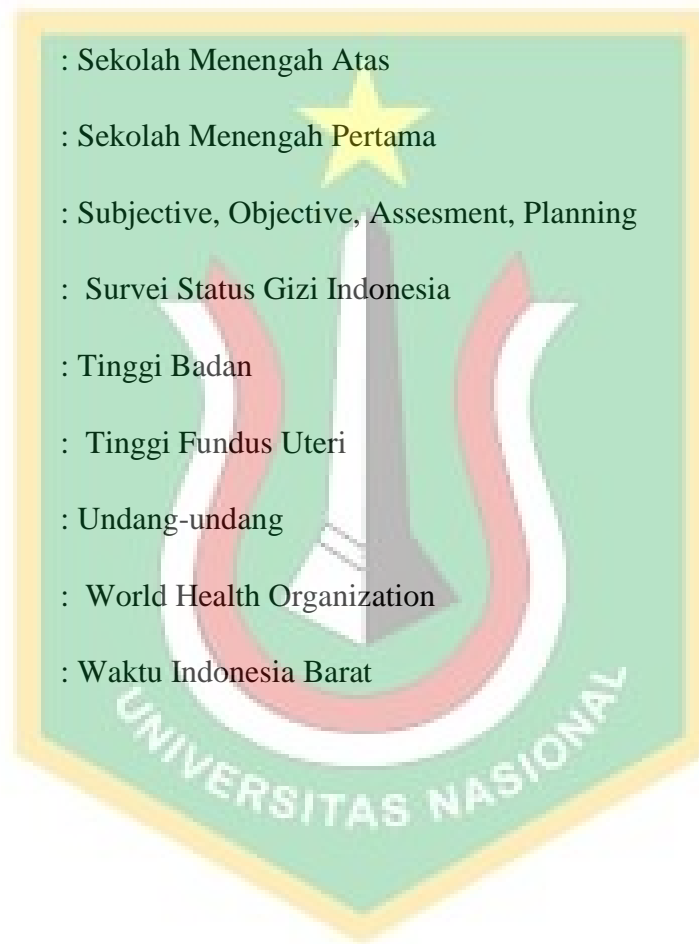 : Sekolah Menengah Atas
: Sekolah Menengah Pertama
: Subjective, Objective, Assesment, Planning
: Survei Status Gizi Indonesia
: Tinggi Badan
: Tinggi Fundus Uteri
: Undang-undang
: World Health Organization
: Waktu Indonesia Barat
UNIVERSITAS NASIONAL